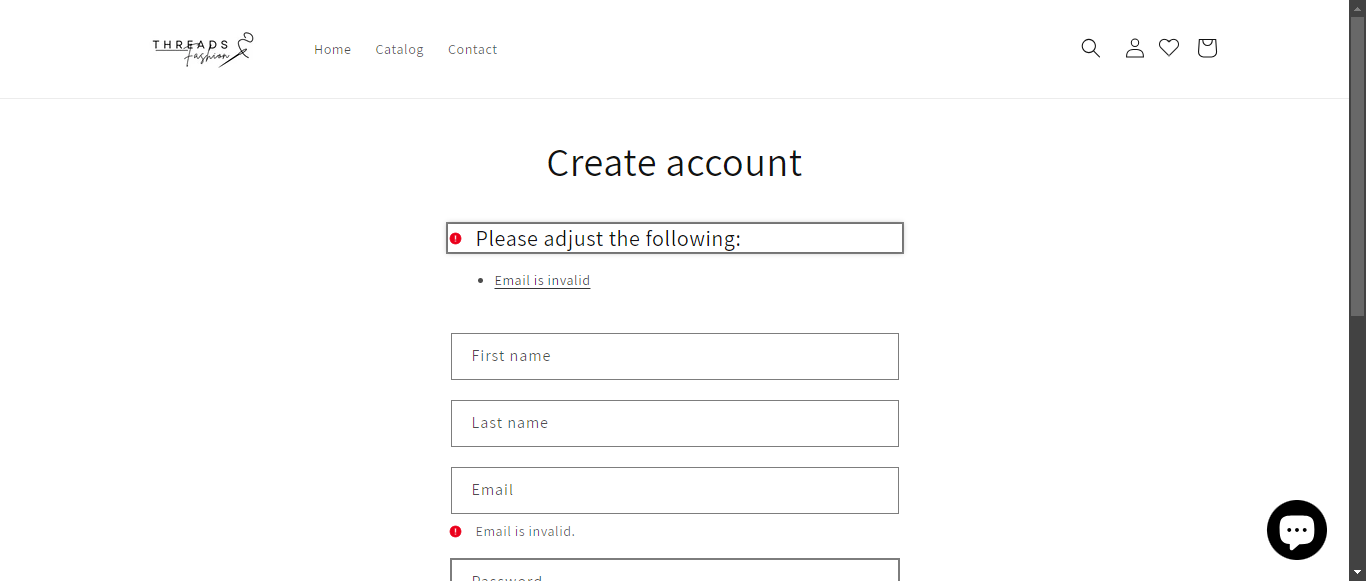 THREADS
Fashion
Home
Catalog
Contact
Create account
Please adjust the following:
Email is invalid
First name
Last name
Email
Email is invalid.
Password